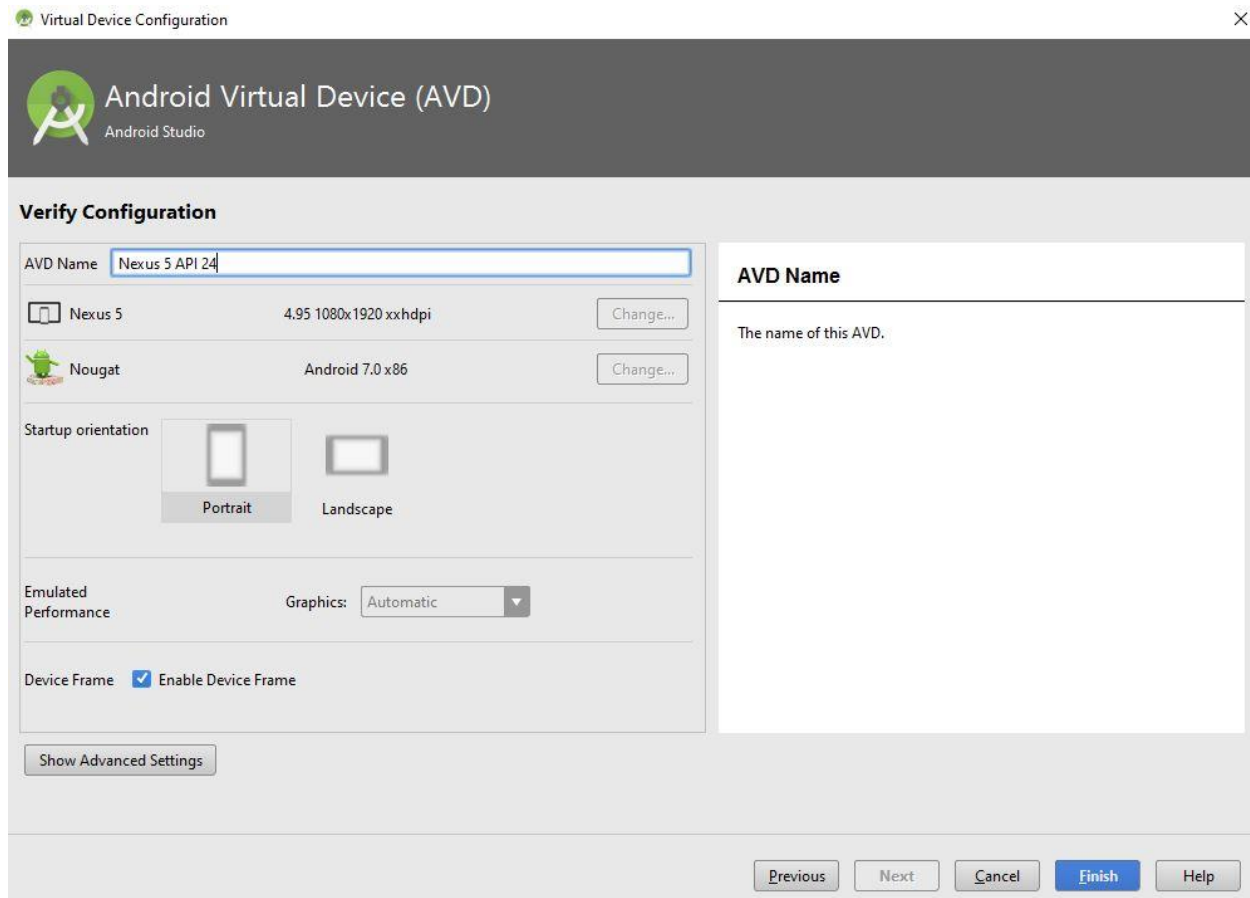 Virtual Device Configuration
Android Virtual Device (AVD)
Android Studio
Verify Configuration
AVD Name Nexus 5 API 24
Nexus 5 4.95 1080x1920 xxhdpi Change...
Nougat Android 7.0 x86 Change...
Startup orientation
Portrait Landscape
Emulated
Performance
Graphics: Automatic
Device Frame Enable Device Frame
Show Advanced Settings
AVD Name
The name of this AVD.
Previous Next Cancel Finish Help